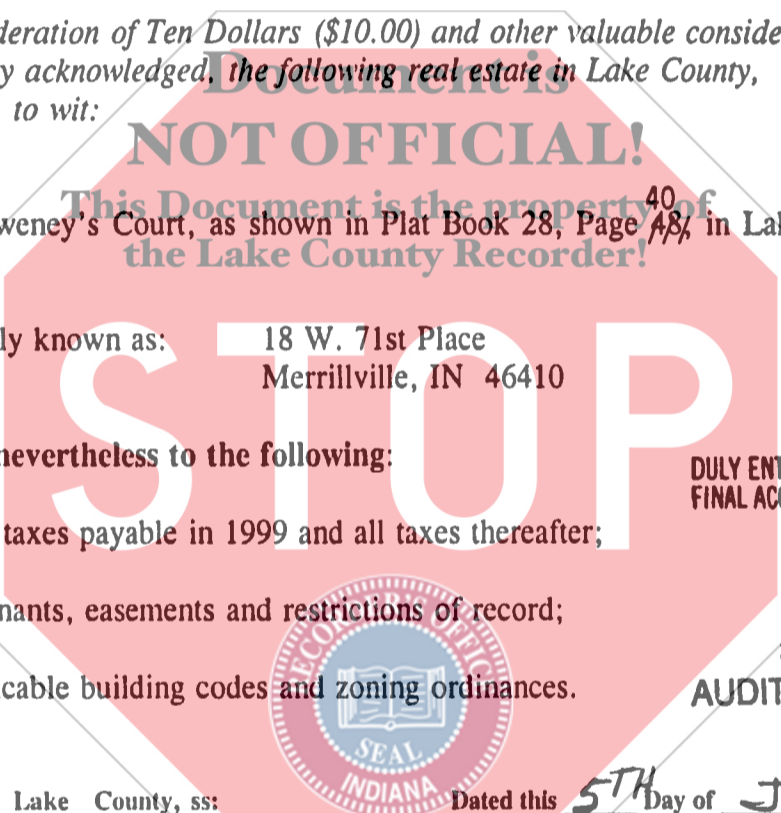 deration of Ten Dollars ($10.00) and other valuable conside
y acknowledged, the following real estate in Lake County,
to wit:
Document is
NOT OFFICIAL!
This Document is the property of
the Lake County Recorder!
weney's Court, as shown in Plat Book 28, Page 40 in Lak
ly known as: 18 W. 71st Place
Merrillville, IN 46410
nevertheless to the following:
DULY ENT
FINAL ACC
STOP
taxes payable in 1999 and all taxes thereafter;
nants, easements and restrictions of record;
cable building codes and zoning ordinances.
AUDIT
RECORDER'S OFFICE
SEAL
INDIANA
Lake County, ss: Dated this 5TH Day of J